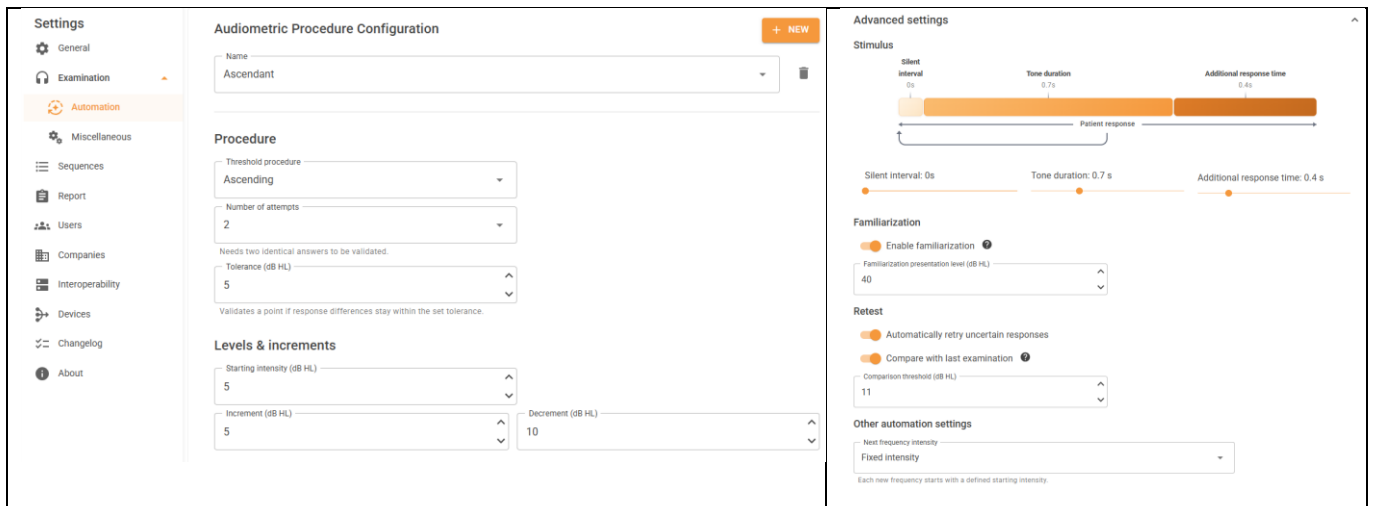 Settings
General
Examination
Automation
Miscellaneous
Sequences
Report
Users
Companies
Interoperability
Devices
Changelog
About
Audiometric Procedure Configuration
+ NEW
Name
Ascendant
Procedure
Threshold procedure
Ascending
Number of attempts
2
Needs two identical answers to be validated.
Tolerance (dB HL)
5
Validates a point if response differences stay within the set tolerance.
Levels & increments
Starting intensity (dB HL)
5
Increment (dB HL)
5
Decrement (dB HL)
10
Advanced settings
Stimulus
Silent
interval
0s
Tone duration
0.7s
Additional response time
0.4s
Patient response
Silent interval: 0s
Tone duration: 0.7 s
Additional response time: 0.4 s
Familiarization
Enable familiarization ?
Familiarization presentation level (dB HL)
40
Retest
Automatically retry uncertain responses
Compare with last examination ?
Comparison threshold (dB HL)
11
Other automation settings
Next frequency intensity
Fixed intensity
Each new frequency starts with a defined starting intensity.